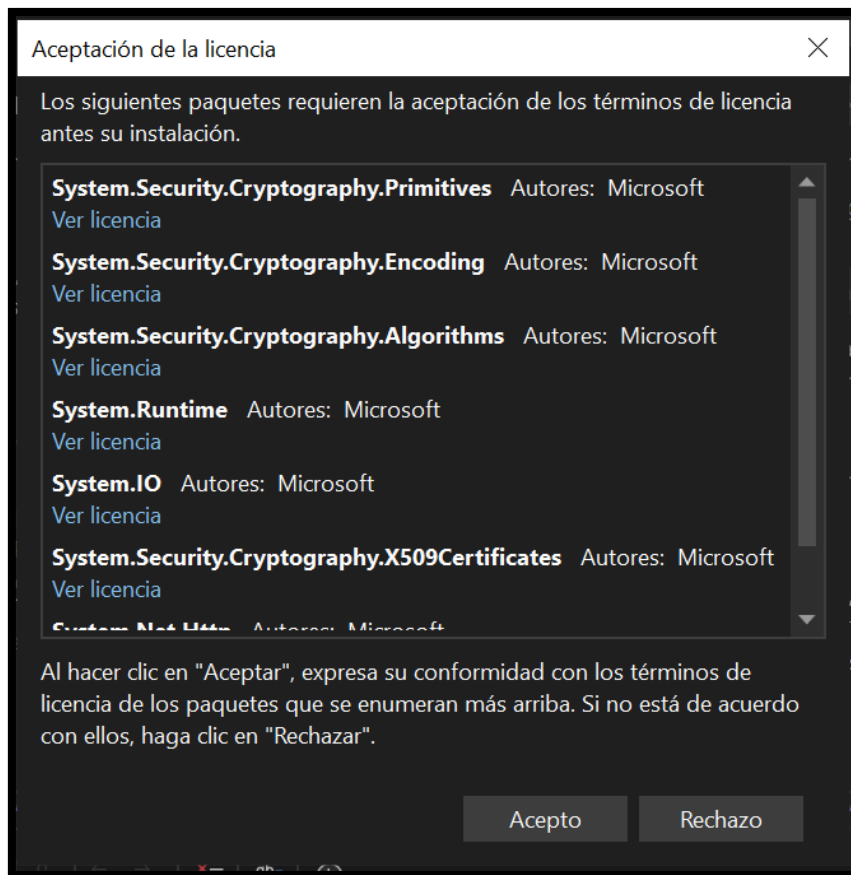 Aceptación de la licencia
Los siguientes paquetes requieren la aceptación de los términos de licencia
antes su instalación.
System.Security.Cryptography.Primitives Autores: Microsoft
Ver licencia
System.Security.Cryptography.Encoding Autores: Microsoft
Ver licencia
System.Security.Cryptography.Algorithms Autores: Microsoft
Ver licencia
System.Runtime Autores: Microsoft
Ver licencia
System.IO Autores: Microsoft
Ver licencia
System.Security.Cryptography.X509Certificates Autores: Microsoft
Ver licencia
System.Net.Http Autores: Microsoft
Al hacer clic en "Aceptar", expresa su conformidad con los términos de
licencia de los paquetes que se enumeran más arriba. Si no está de acuerdo
con ellos, haga clic en "Rechazar".
Acepto Rechazo